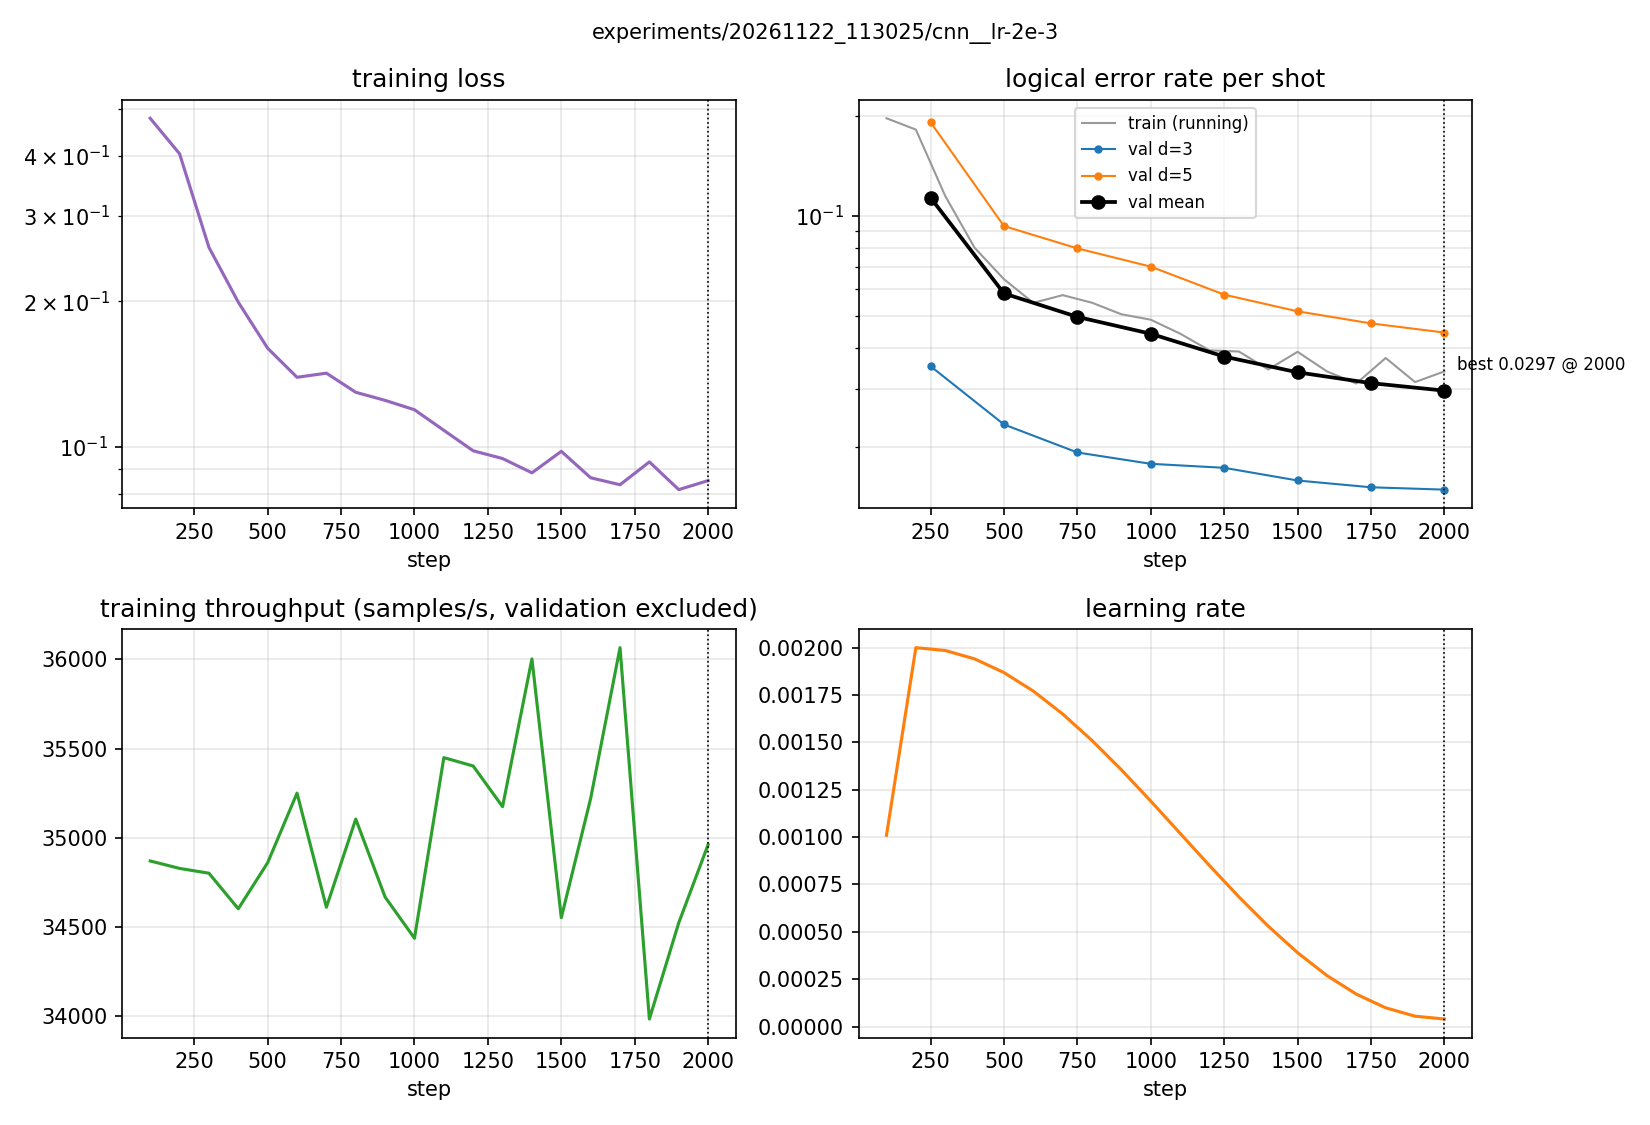 experiments/20261122_113025/cnn__lr-2e-3
training loss
4 × 10⁻¹
3 × 10⁻¹
2 × 10⁻¹
10⁻¹
250 500 750 1000 1250 1500 1750 2000
step
logical error rate per shot
train (running)
val d=3
val d=5
val mean
10⁻¹
best 0.0297 @ 2000
250 500 750 1000 1250 1500 1750 2000
step
training throughput (samples/s, validation excluded)
36000
35500
35000
34500
34000
250 500 750 1000 1250 1500 1750 2000
step
learning rate
0.00200
0.00175
0.00150
0.00125
0.00100
0.00075
0.00050
0.00025
0.00000
250 500 750 1000 1250 1500 1750 2000
step